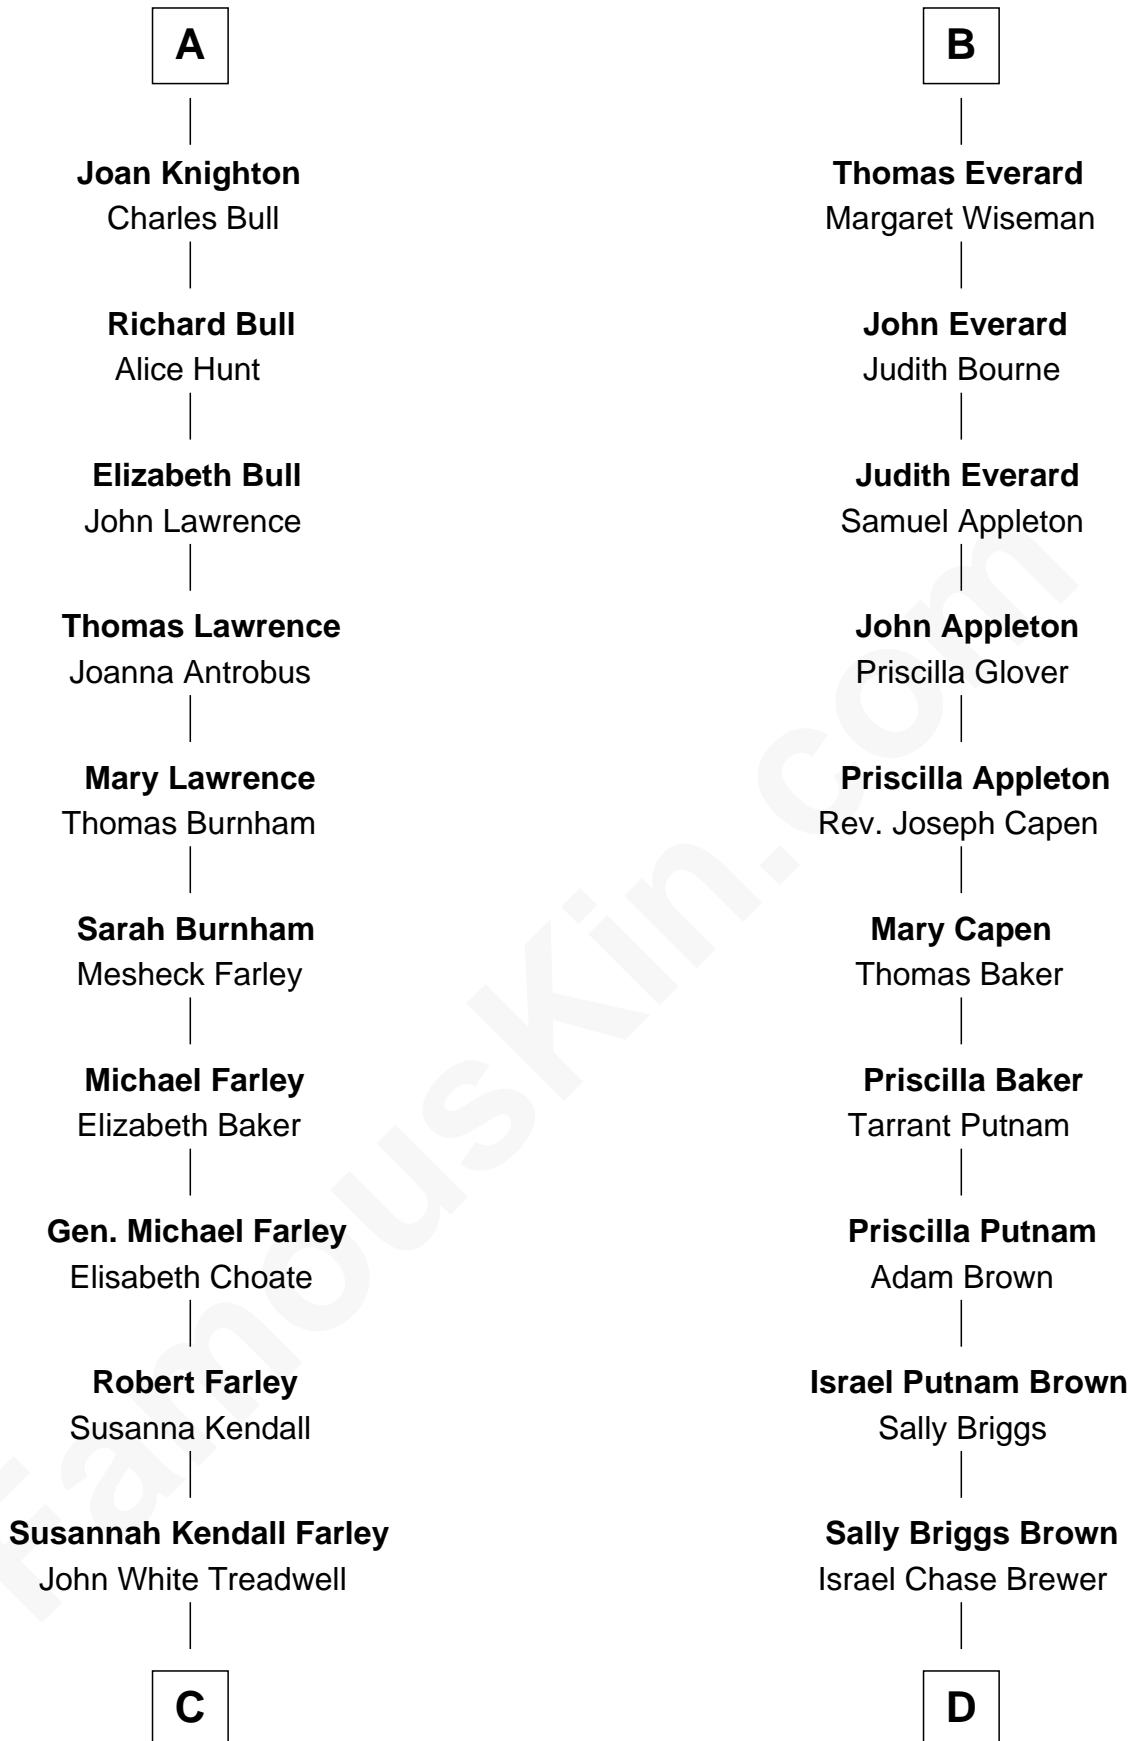 A
Joan Knighton
Charles Bull
Richard Bull
Alice Hunt
Elizabeth Bull
John Lawrence
Thomas Lawrence
Joanna Antrobus
Mary Lawrence
Thomas Burnham
Sarah Burnham
Mesheck Farley
Michael Farley
Elizabeth Baker
Gen. Michael Farley
Elisabeth Choate
Robert Farley
Susanna Kendall
Susannah Kendall Farley
John White Treadwell
C
B
Thomas Everard
Margaret Wiseman
John Everard
Judith Bourne
Judith Everard
Samuel Appleton
John Appleton
Priscilla Glover
Priscilla Appleton
Rev. Joseph Capen
Mary Capen
Thomas Baker
Priscilla Baker
Tarrant Putnam
Priscilla Putnam
Adam Brown
Israel Putnam Brown
Sally Briggs
Sally Briggs Brown
Israel Chase Brewer
D
FamousKin.com